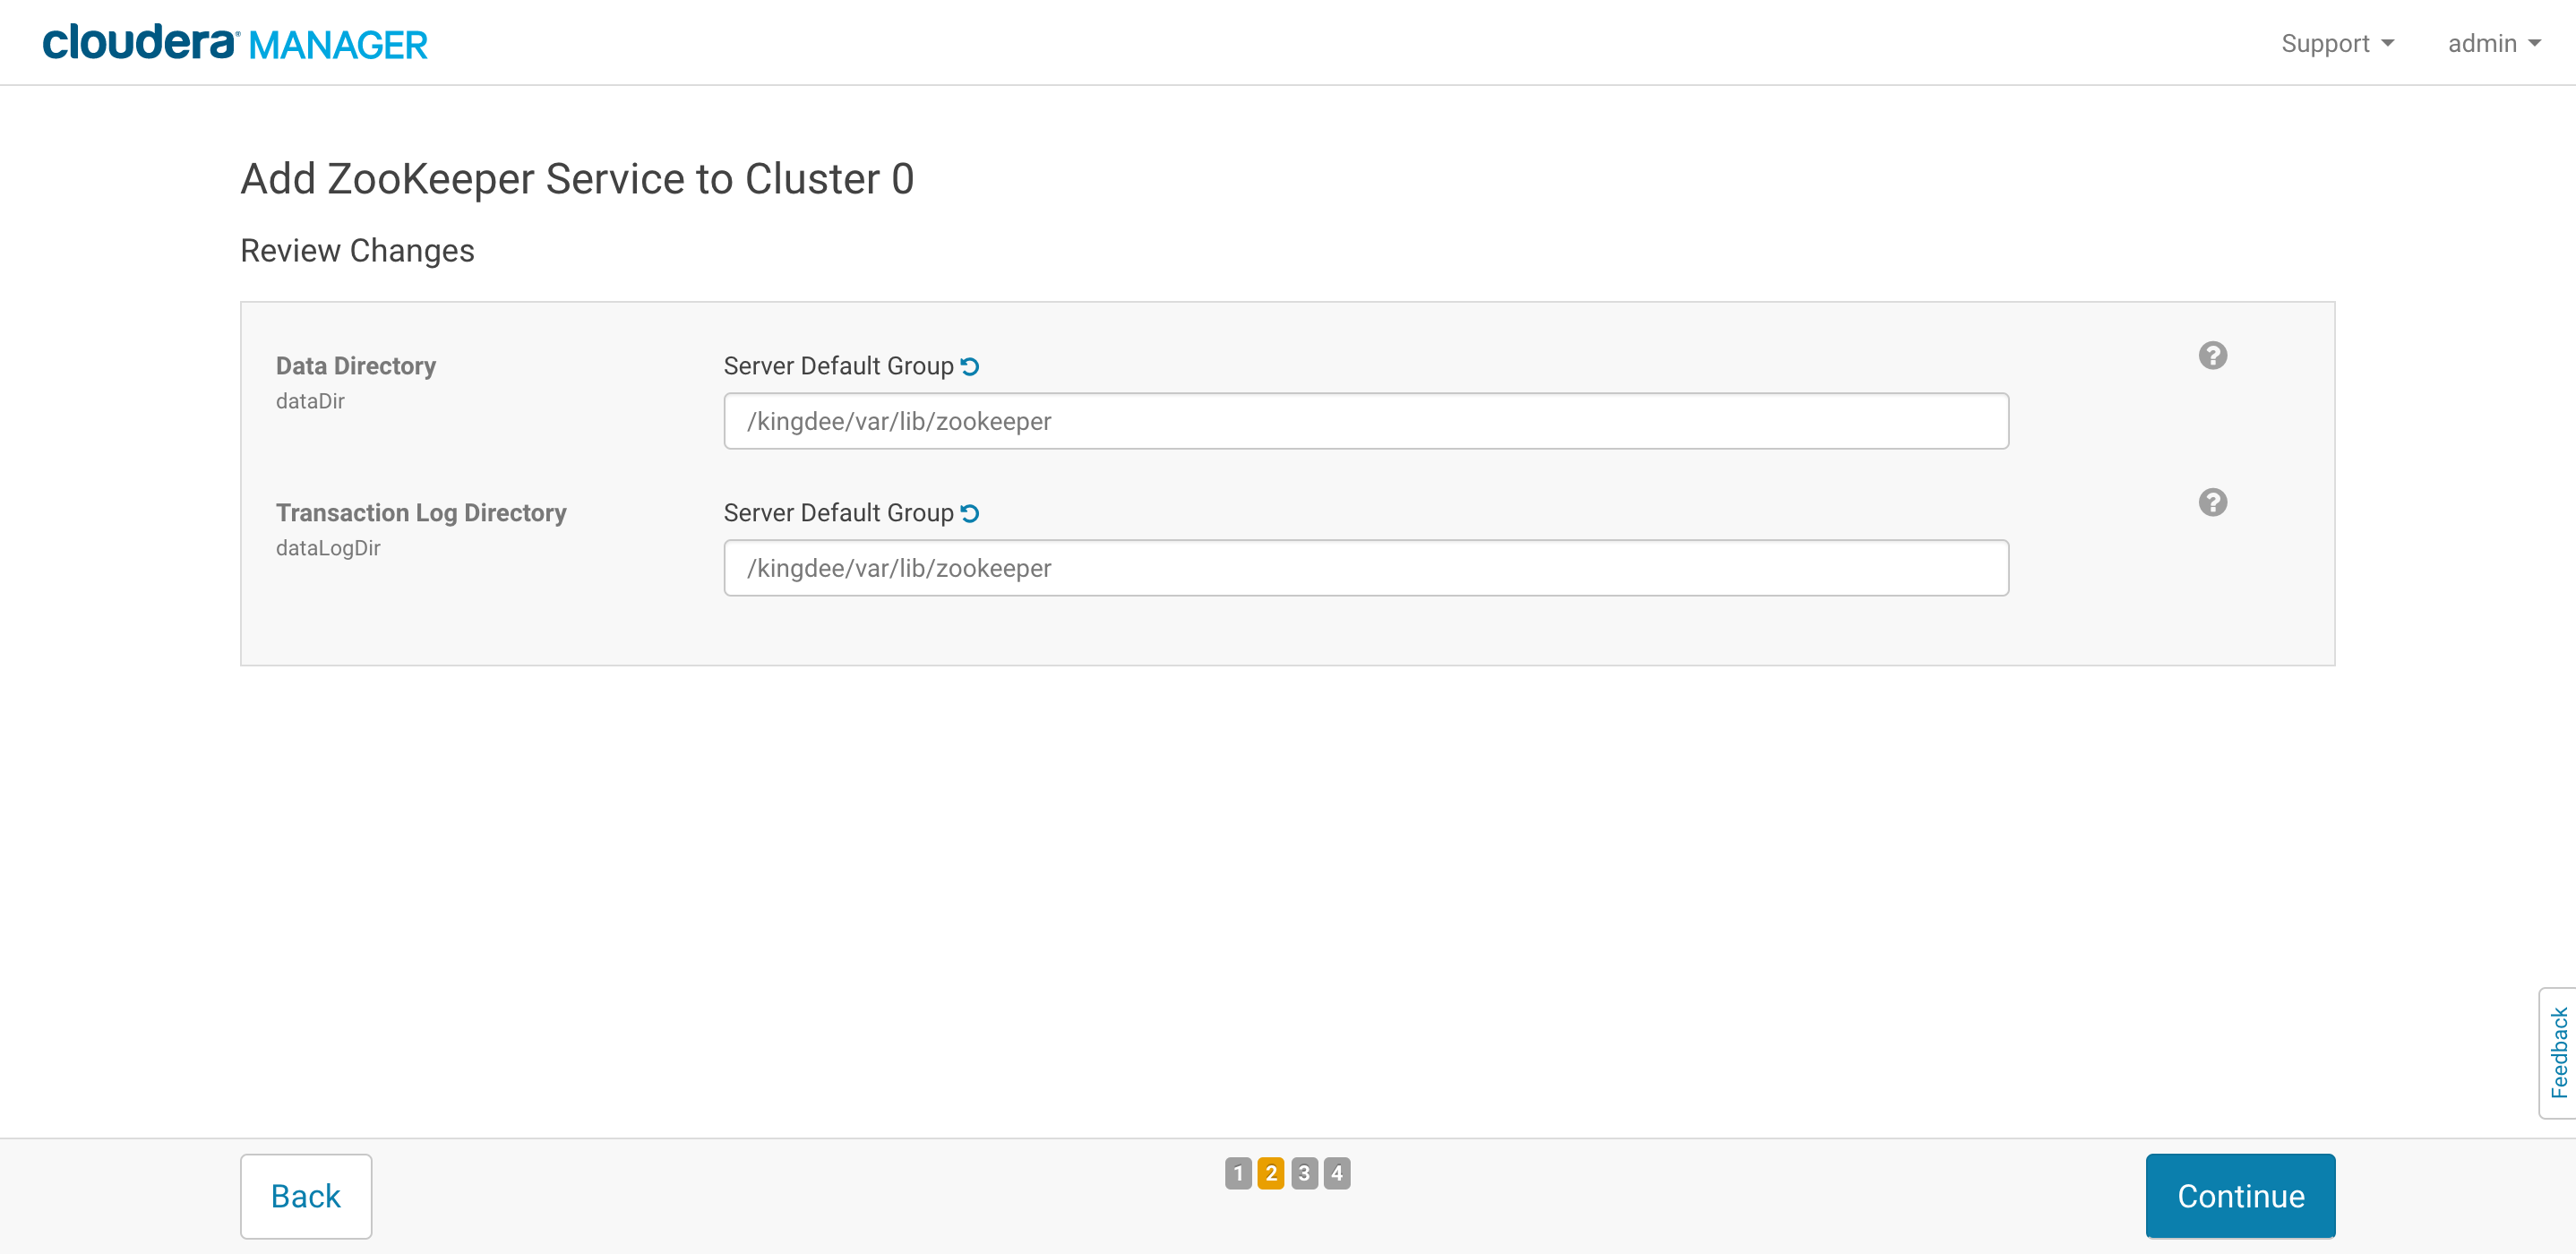 cloudera MANAGER
Support
admin
Add ZooKeeper Service to Cluster 0
Review Changes
Data Directory
dataDir
Server Default Group
/kingdee/var/lib/zookeeper
Transaction Log Directory
dataLogDir
Server Default Group
/kingdee/var/lib/zookeeper
Feedback
Back
1 2 3 4
Continue